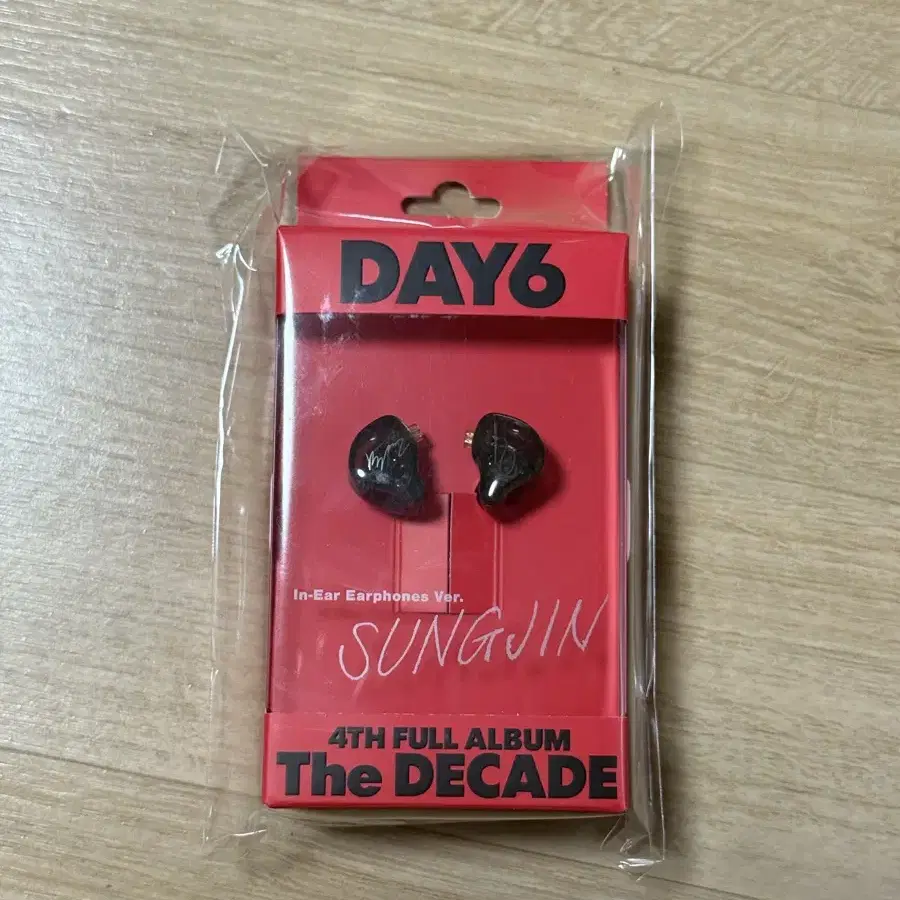 DAY6
In-Ear Earphones Ver.
SUNGJIN
4TH FULL ALBUM
The DECADE